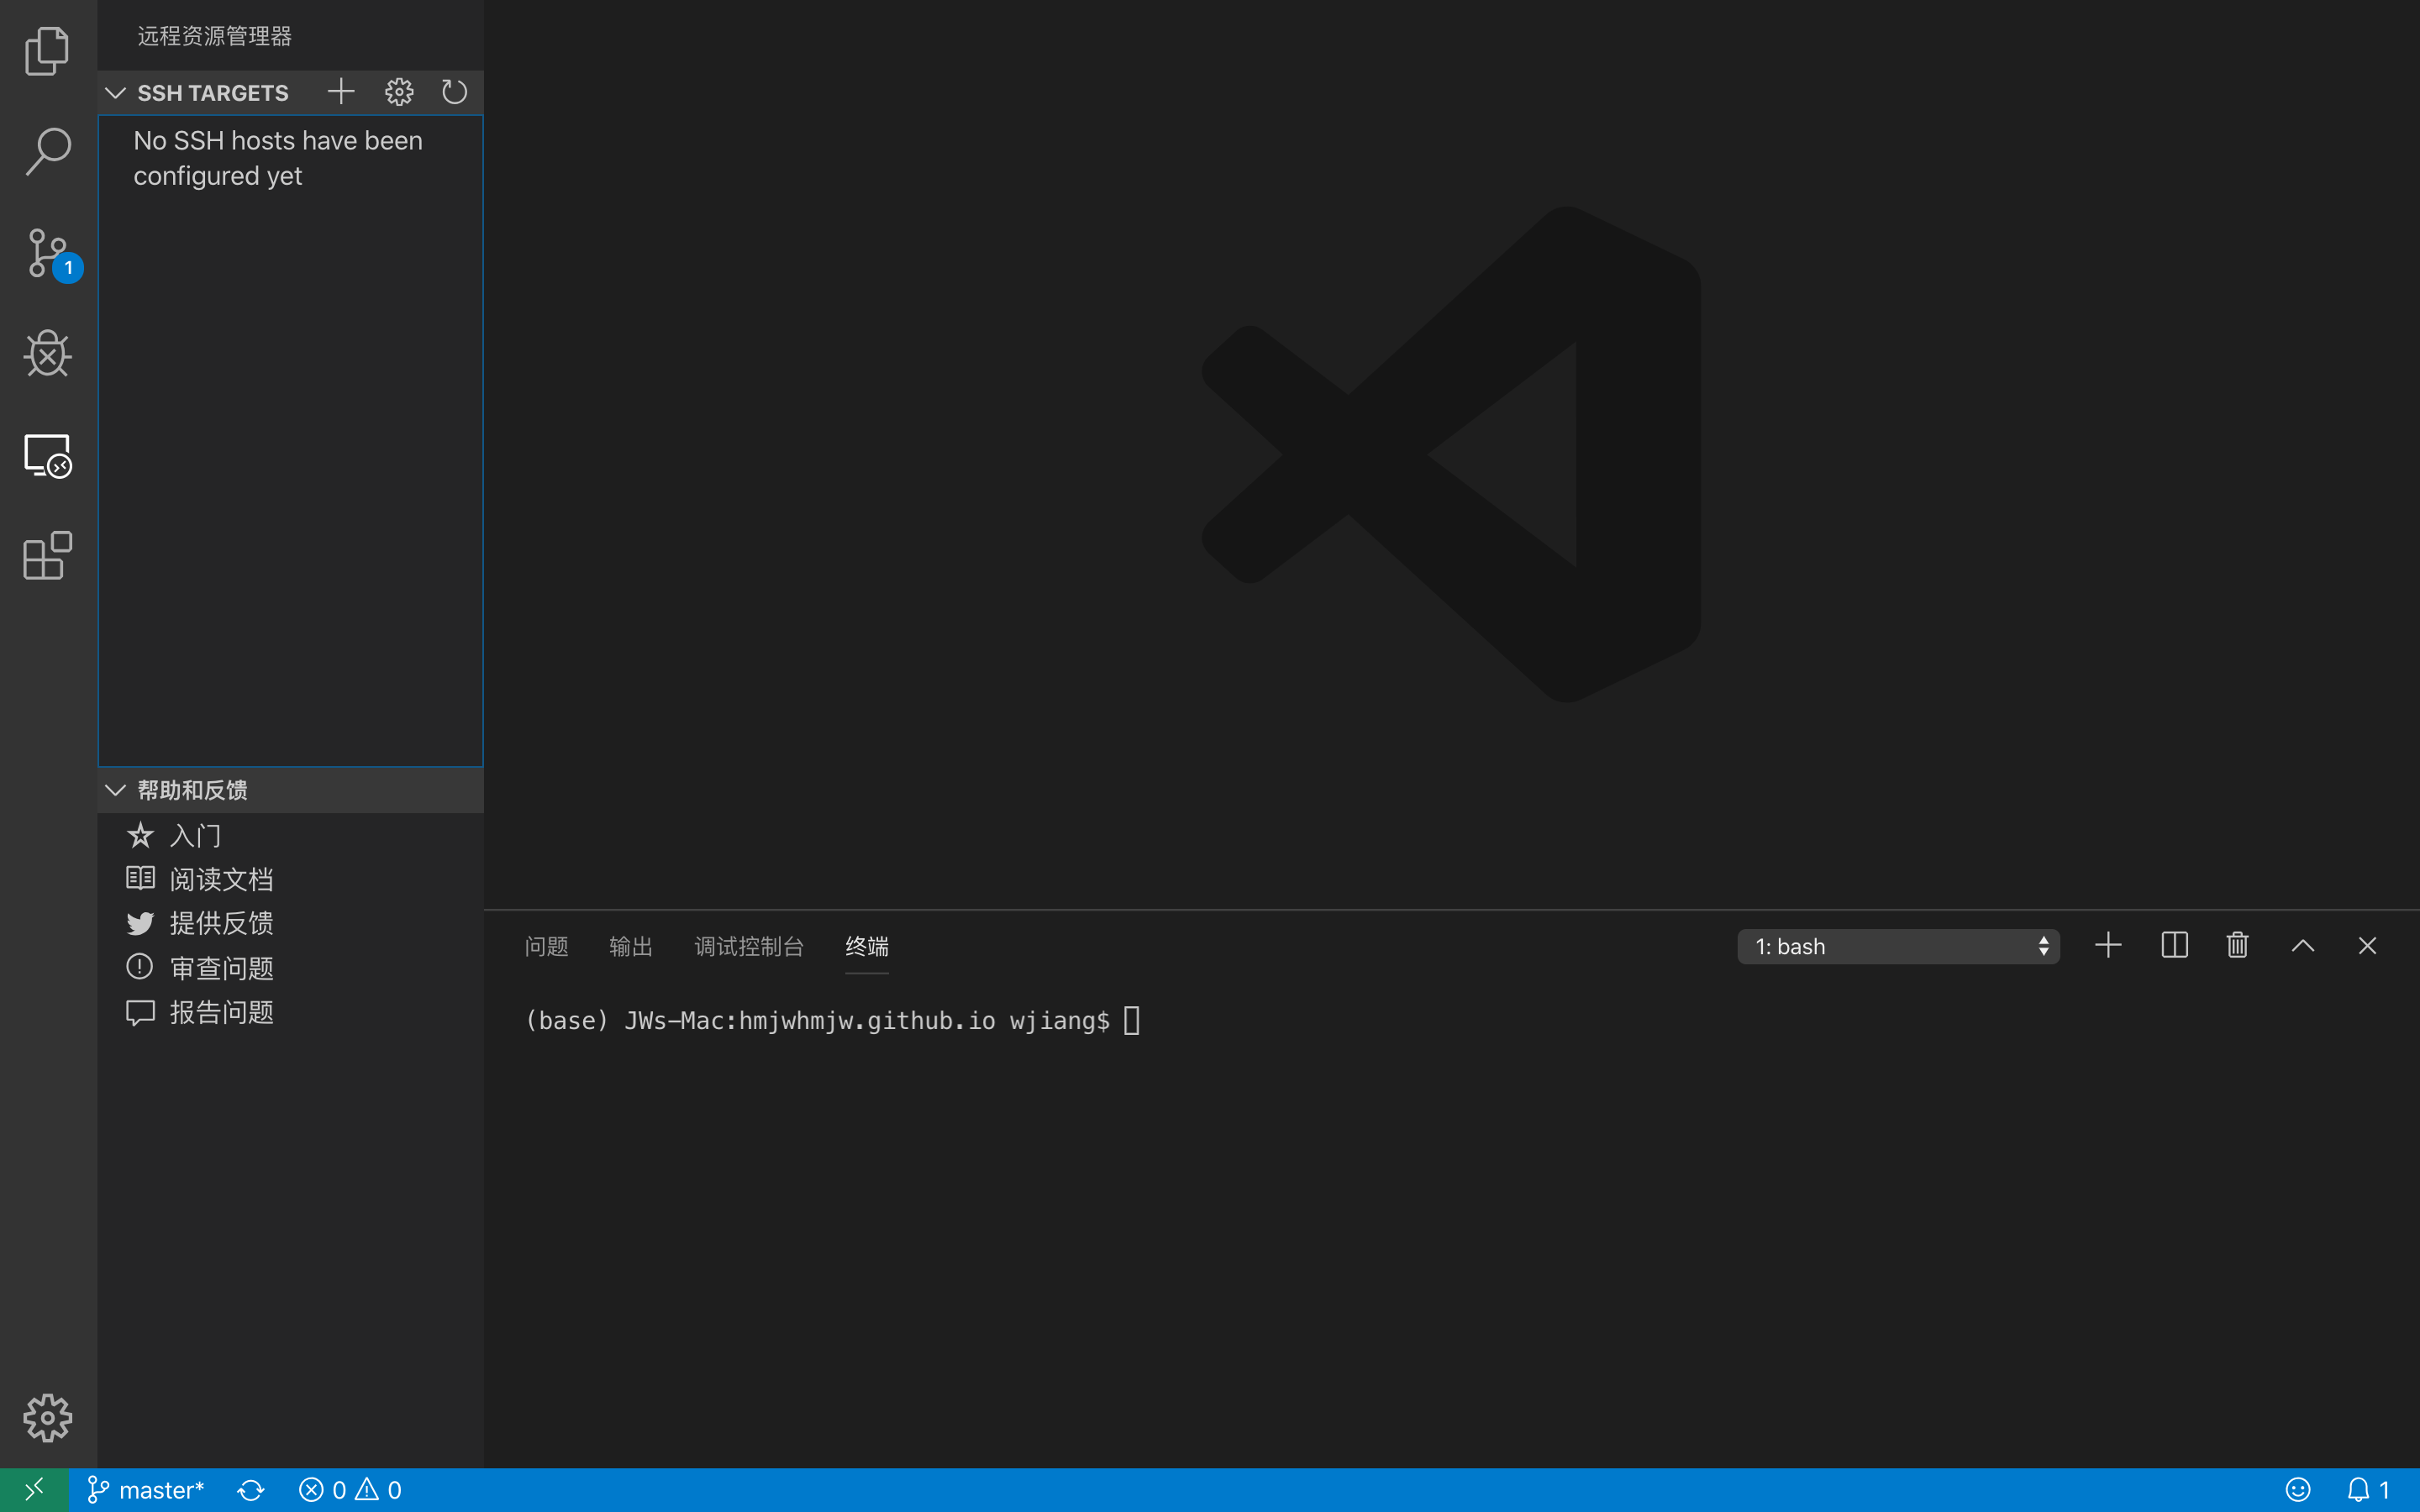 远程资源管理器
SSH TARGETS
No SSH hosts have been
configured yet
1
帮助和反馈
入门
阅读文档
提供反馈
审查问题
报告问题
问题 输出 调试控制台 终端 1: bash
(base) JWs-Mac:hmjwhmjw.github.io wjiang$
master* 0 0 1